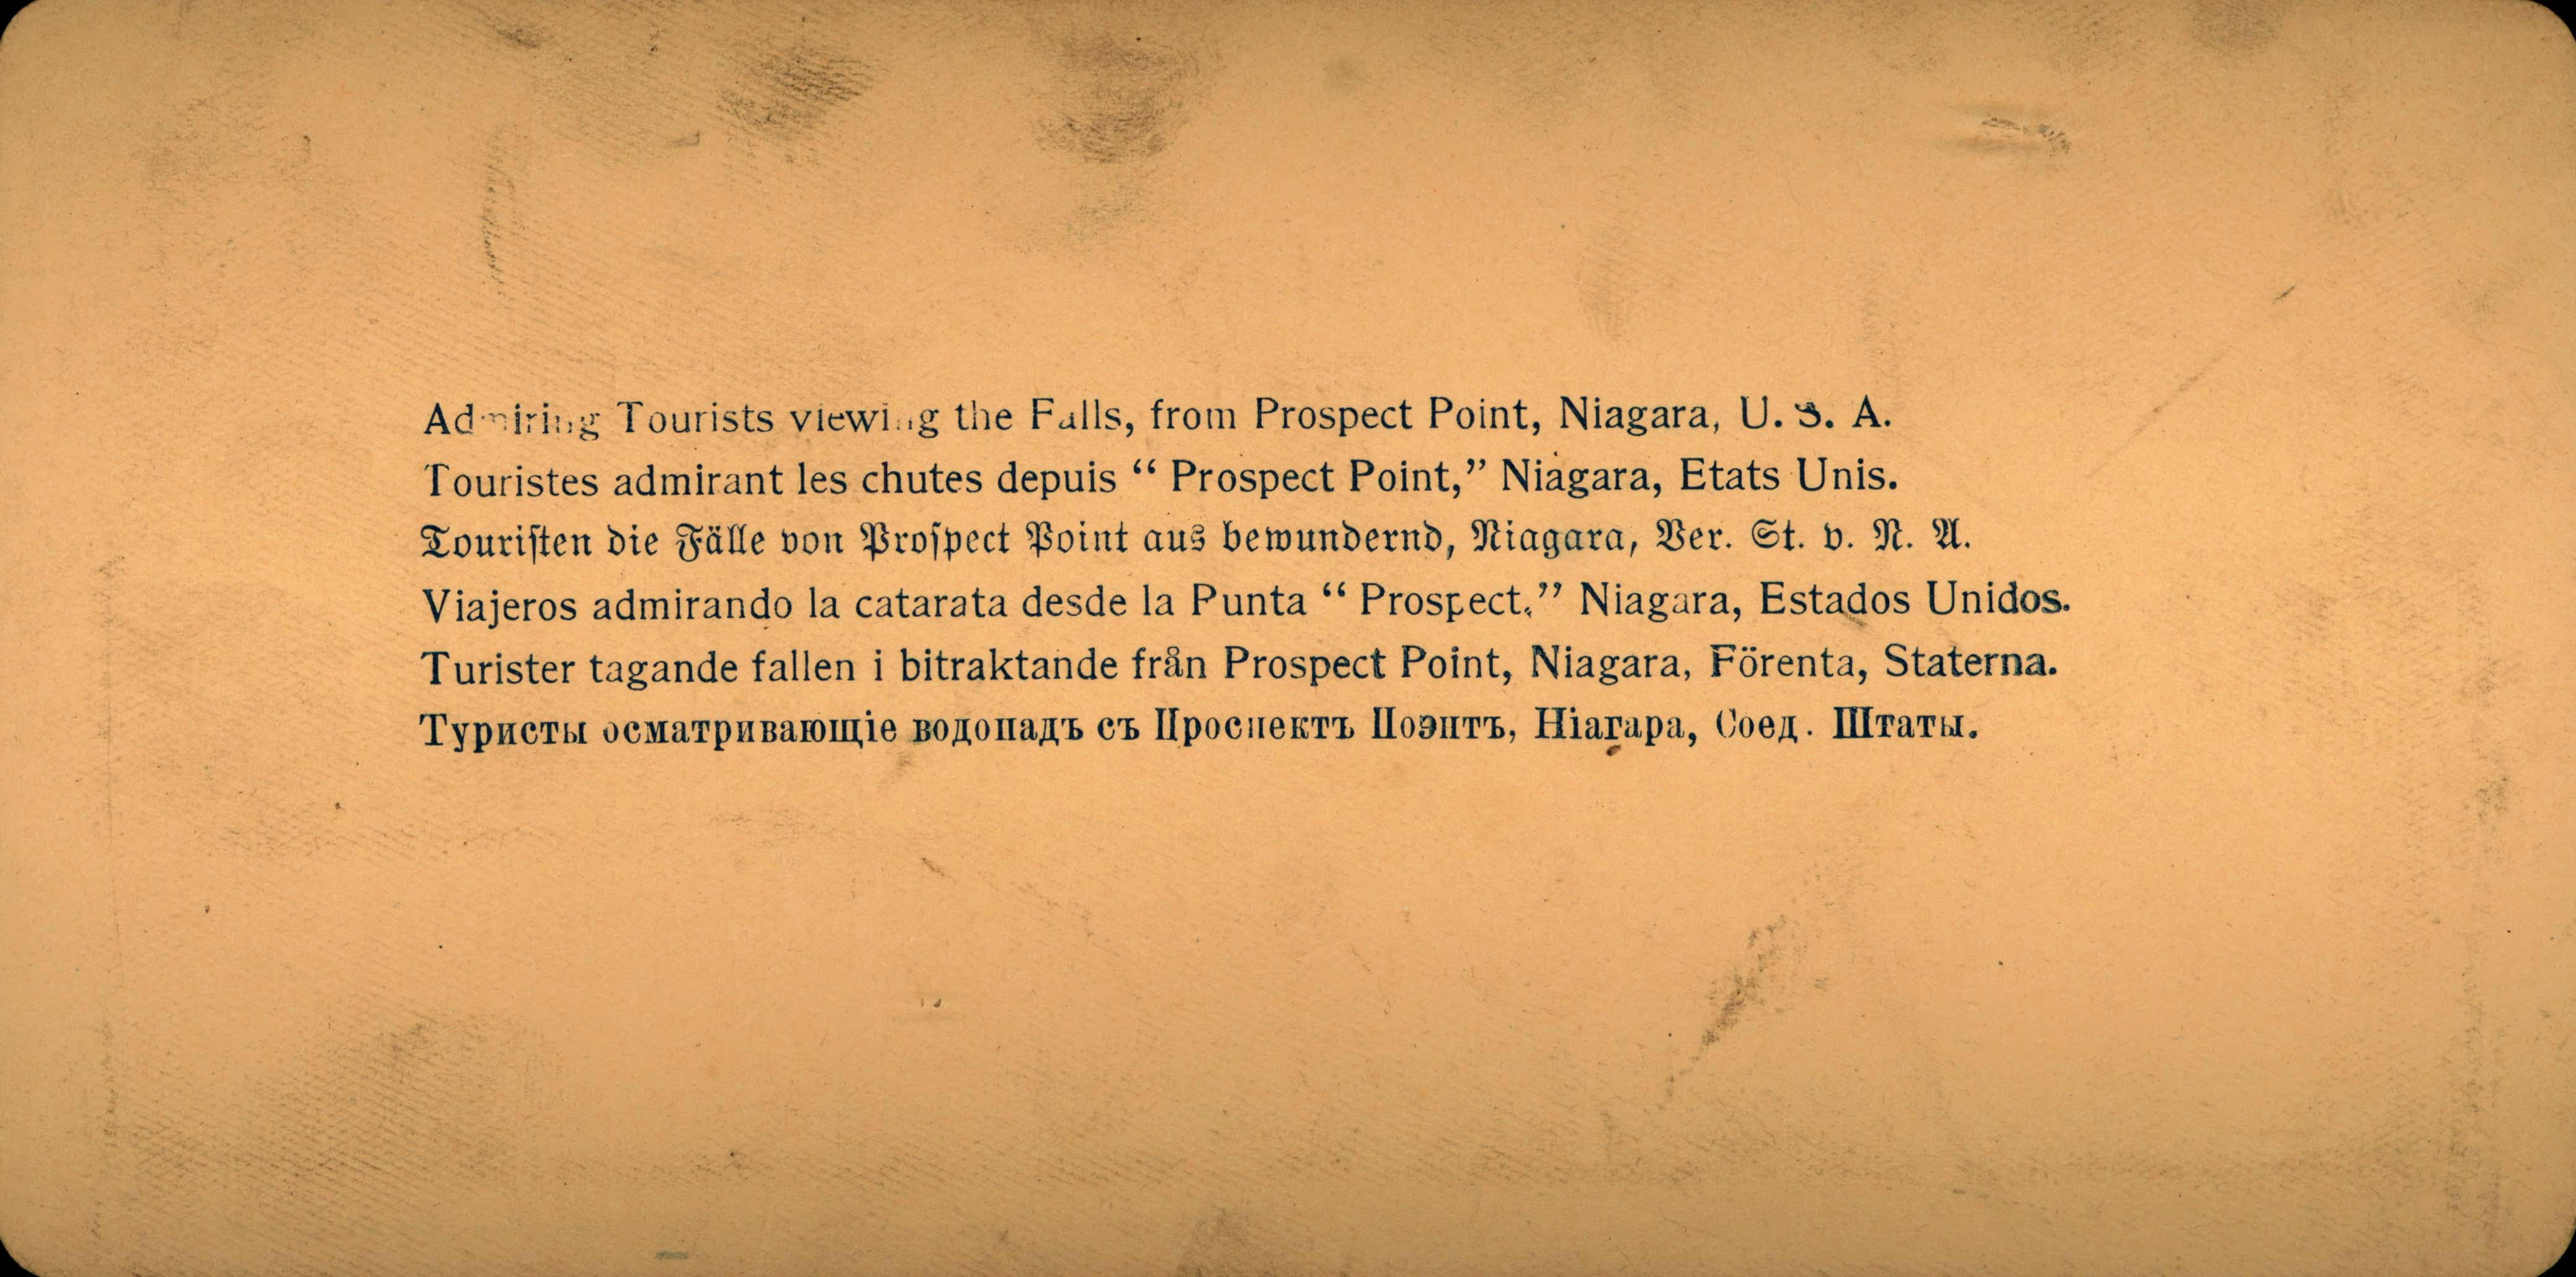 Admiring Tourists viewing the Falls, from Prospect Point, Niagara, U. S. A.
Touristes admirant les chutes depuis “ Prospect Point,” Niagara, Etats Unis.
Touriſten die Fälle von Proſpect Point aus bewundernd, Niagara, Ver. St. v. N. A.
Viajeros admirando la catarata desde la Punta “ Prospect,” Niagara, Estados Unidos.
Turister tagande fallen i bitraktande från Prospect Point, Niagara, Förenta, Staterna.
Туристы осматривающіе водопадъ съ Проспектъ Поэнтъ, Ніагара, Соед. Штаты.